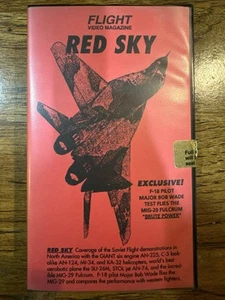 FLIGHT
VIDEO MAGAZINE
RED SKY
EXCLUSIVE!
F-18 PILOT
MAJOR BOB WADE
TEST FLIES THE
MIG-29 FULCRUM
"BRUTE POWER"
Full
will
RED SKY Coverage of the Soviet Flight demonstrations in
North America with the GIANT six engine AN-225, C-5 look
alike AN-124, MI-34, and KA-32 helicopters, world's best
aerobatic plane the SU-26M, STOL jet AN-74, and the incred
ible MIG-29 Fulcrum. F-18 pilot Major Bob Wade flies the
MIG-29 and compares the performance with western fighters.